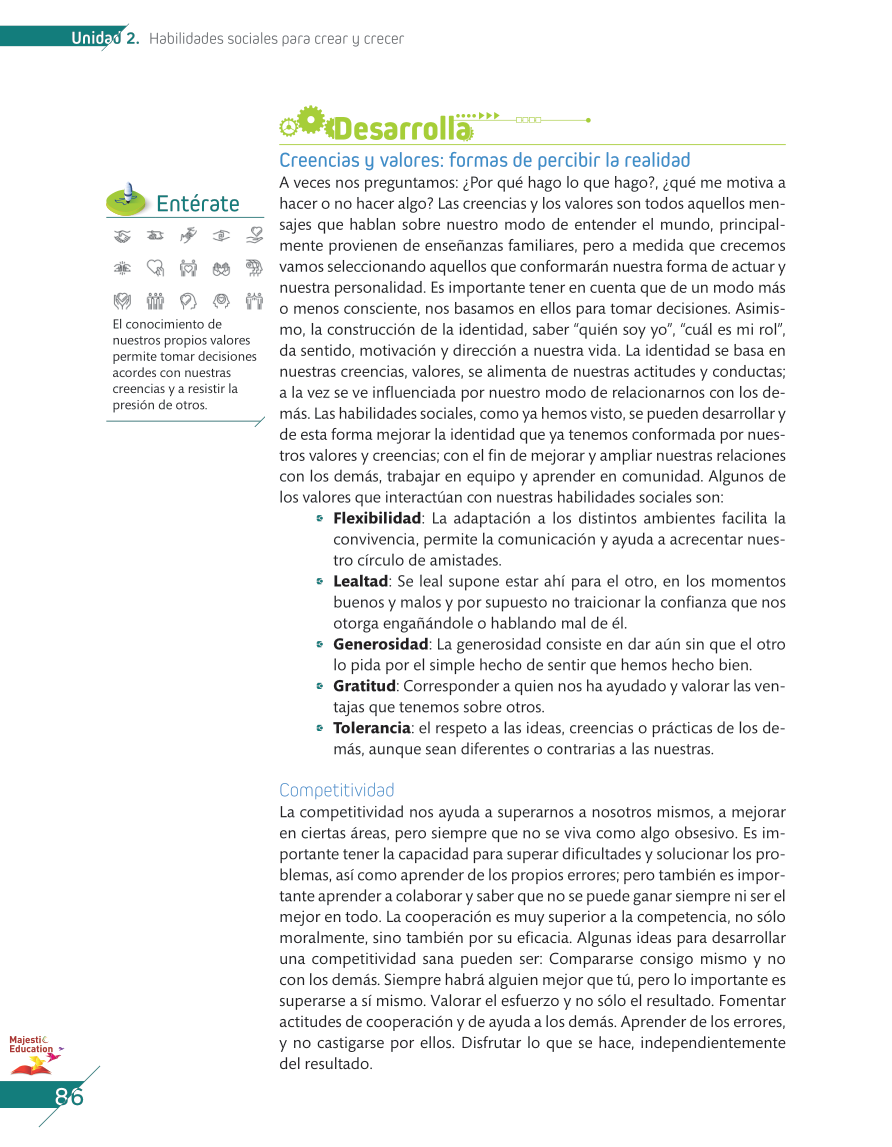 Unidad 2. Habilidades sociales para crear y crecer
Desarrolla
Creencias y valores: formas de percibir la realidad
A veces nos preguntamos: ¿Por qué hago lo que hago?, ¿qué me motiva a
hacer o no hacer algo? Las creencias y los valores son todos aquellos men-
sajes que hablan sobre nuestro modo de entender el mundo, principal-
mente provienen de enseñanzas familiares, pero a medida que crecemos
vamos seleccionando aquellos que conformarán nuestra forma de actuar y
nuestra personalidad. Es importante tener en cuenta que de un modo más
o menos consciente, nos basamos en ellos para tomar decisiones. Asimis-
mo, la construcción de la identidad, saber “quién soy yo”, “cuál es mi rol”,
da sentido, motivación y dirección a nuestra vida. La identidad se basa en
nuestras creencias, valores, se alimenta de nuestras actitudes y conductas;
a la vez se ve influenciada por nuestro modo de relacionarnos con los de-
más. Las habilidades sociales, como ya hemos visto, se pueden desarrollar y
de esta forma mejorar la identidad que ya tenemos conformada por nues-
tros valores y creencias; con el fin de mejorar y ampliar nuestras relaciones
con los demás, trabajar en equipo y aprender en comunidad. Algunos de
los valores que interactúan con nuestras habilidades sociales son:
Flexibilidad: La adaptación a los distintos ambientes facilita la
convivencia, permite la comunicación y ayuda a acrecentar nues-
tro círculo de amistades.
Lealtad: Se leal supone estar ahí para el otro, en los momentos
buenos y malos y por supuesto no traicionar la confianza que nos
otorga engañándole o hablando mal de él.
Generosidad: La generosidad consiste en dar aún sin que el otro
lo pida por el simple hecho de sentir que hemos hecho bien.
Gratitud: Corresponder a quien nos ha ayudado y valorar las ven-
tajas que tenemos sobre otros.
Tolerancia: el respeto a las ideas, creencias o prácticas de los de-
más, aunque sean diferentes o contrarias a las nuestras.
Entérate
El conocimiento de
nuestros propios valores
permite tomar decisiones
acordes con nuestras
creencias y a resistir la
presión de otros.
Competitividad
La competitividad nos ayuda a superarnos a nosotros mismos, a mejorar
en ciertas áreas, pero siempre que no se viva como algo obsesivo. Es im-
portante tener la capacidad para superar dificultades y solucionar los pro-
blemas, así como aprender de los propios errores; pero también es impor-
tante aprender a colaborar y saber que no se puede ganar siempre ni ser el
mejor en todo. La cooperación es muy superior a la competencia, no sólo
moralmente, sino también por su eficacia. Algunas ideas para desarrollar
una competitividad sana pueden ser: Compararse consigo mismo y no
con los demás. Siempre habrá alguien mejor que tú, pero lo importante es
superarse a sí mismo. Valorar el esfuerzo y no sólo el resultado. Fomentar
actitudes de cooperación y de ayuda a los demás. Aprender de los errores,
y no castigarse por ellos. Disfrutar lo que se hace, independientemente
del resultado.
Majestic
Education
86